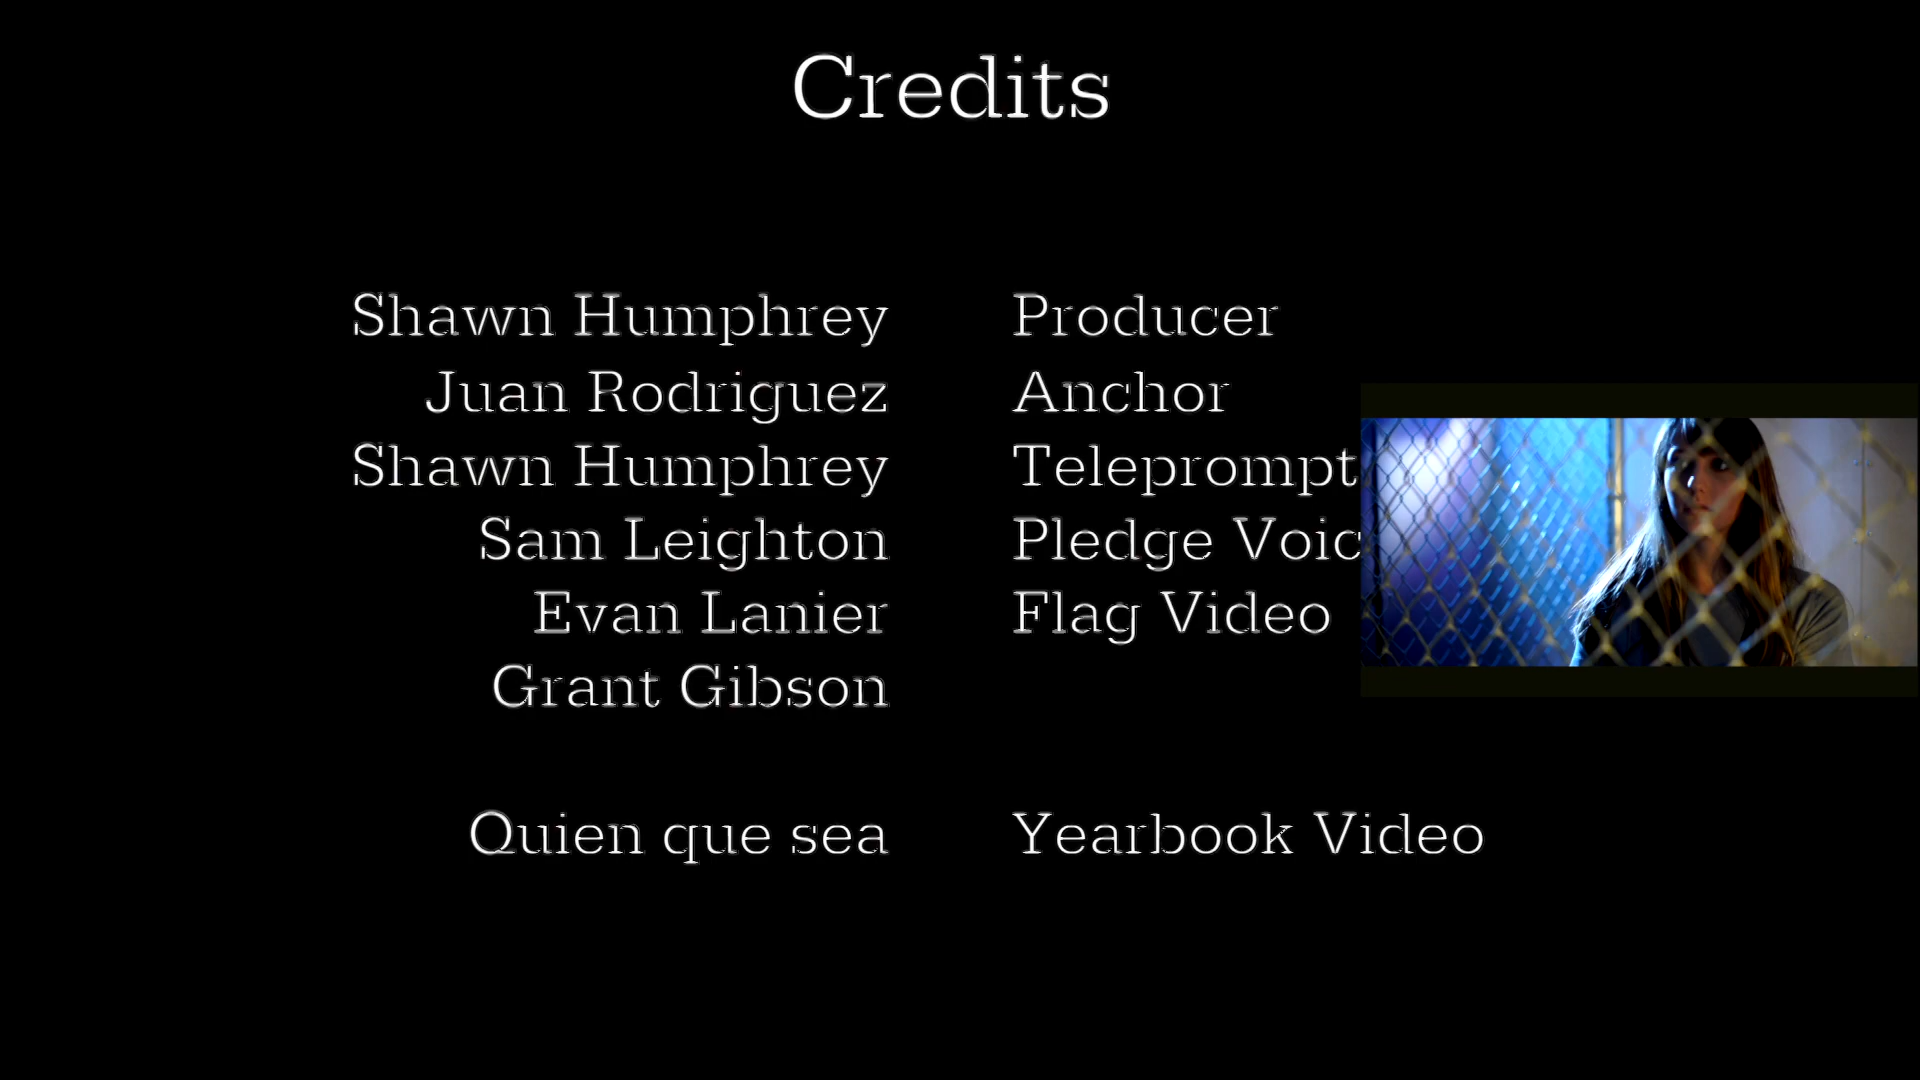 Credits
Shawn Humphrey Producer
Juan Rodriguez Anchor
Shawn Humphrey Teleprompt
Sam Leighton Pledge Voic
Evan Lanier Flag Video
Grant Gibson
Quien que sea Yearbook Video